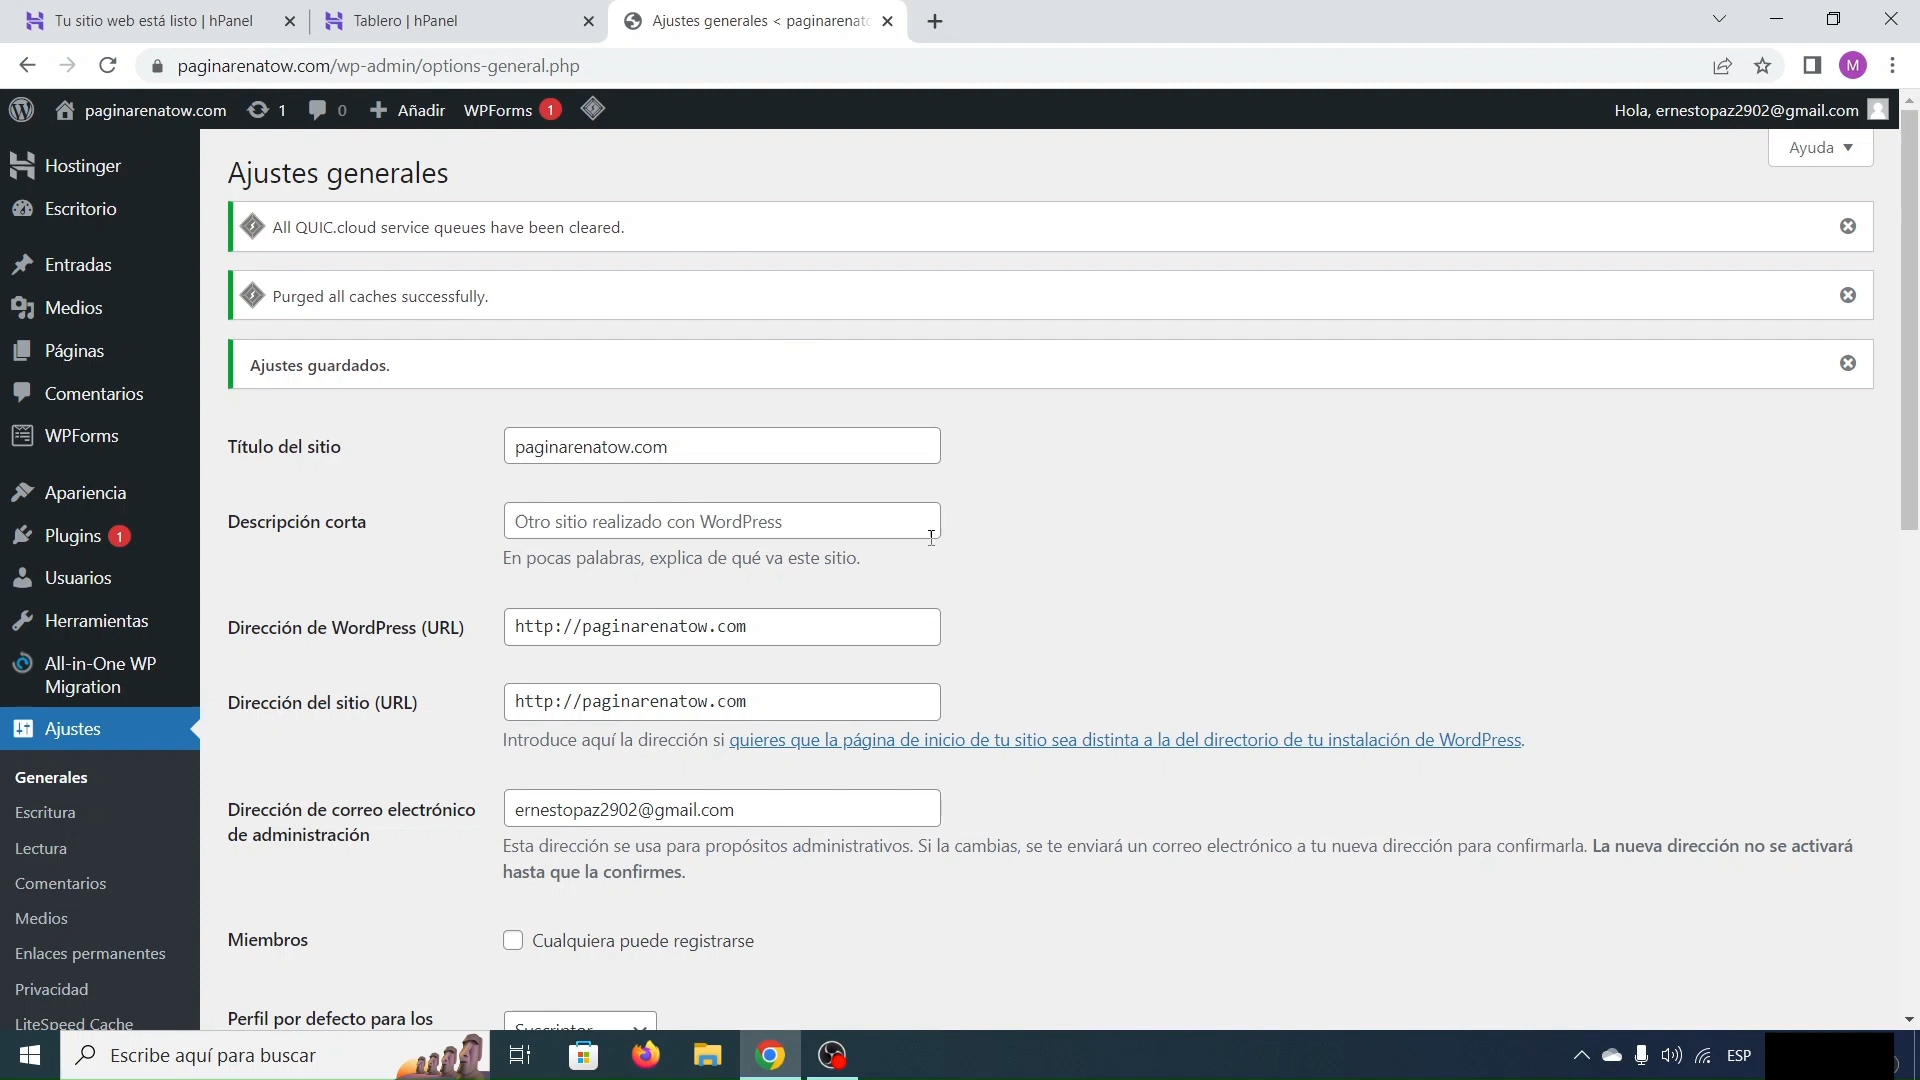 Tu sitio web está listo | hPanel
Tablero | hPanel
Ajustes generales < paginarenato
paginarenatow.com/wp-admin/options-general.php
M
paginarenatow.com
1
0
Añadir
WPForms 1
Hola, ernestopaz2902@gmail.com
Hostinger
Escritorio
Entradas
Medios
Páginas
Comentarios
WPForms
Apariencia
Plugins 1
Usuarios
Herramientas
All-in-One WP
Migration
Ajustes
Generales
Escritura
Lectura
Comentarios
Medios
Enlaces permanentes
Privacidad
LiteSpeed Cache
Ayuda
Ajustes generales
All QUIC.cloud service queues have been cleared.
Purged all caches successfully.
Ajustes guardados.
Título del sitio
paginarenatow.com
Descripción corta
Otro sitio realizado con WordPress
En pocas palabras, explica de qué va este sitio.
Dirección de WordPress (URL)
http://paginarenatow.com
Dirección del sitio (URL)
http://paginarenatow.com
Introduce aquí la dirección si quieres que la página de inicio de tu sitio sea distinta a la del directorio de tu instalación de WordPress.
Dirección de correo electrónico
de administración
ernestopaz2902@gmail.com
Esta dirección se usa para propósitos administrativos. Si la cambias, se te enviará un correo electrónico a tu nueva dirección para confirmarla. La nueva dirección no se activará
hasta que la confirmes.
Miembros
Cualquiera puede registrarse
Perfil por defecto para los
Suscriptor
Escribe aquí para buscar
ESP